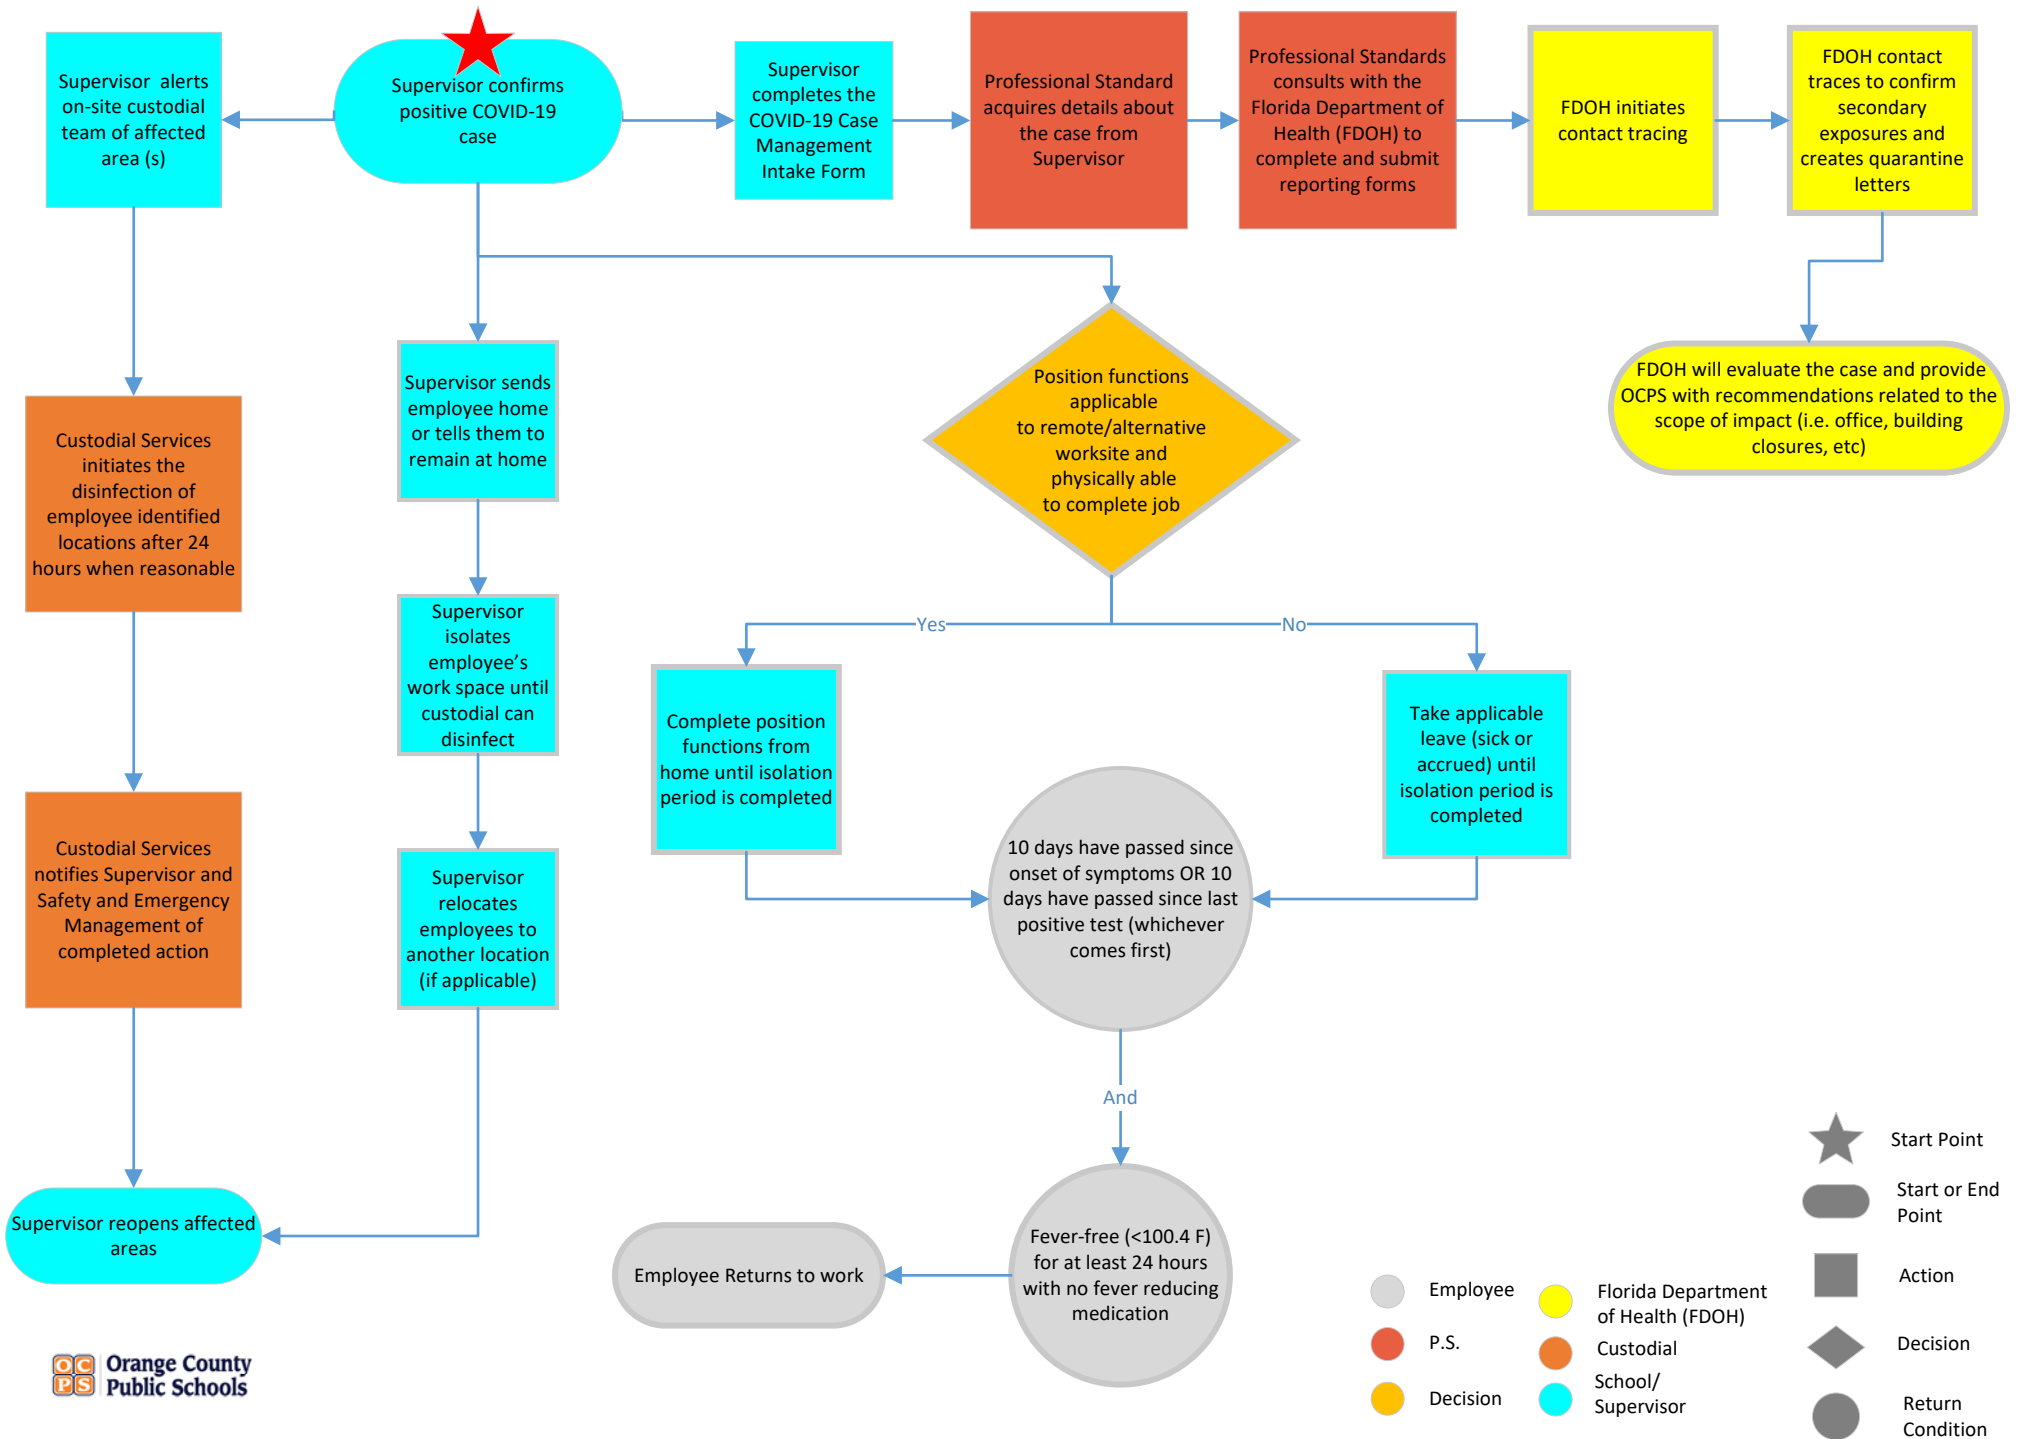 Supervisor alerts
on-site custodial
team of affected
area (s)
Supervisor confirms
positive COVID-19
case
Supervisor
completes the
COVID-19 Case
Management
Intake Form
Professional Standard
acquires details about
the case from
Supervisor
Professional Standards
consults with the
Florida Department of
Health (FDOH) to
complete and submit
reporting forms
FDOH initiates
contact tracing
FDOH contact
traces to confirm
secondary
exposures and
creates quarantine
letters
FDOH will evaluate the case and provide
OCPS with recommendations related to the
scope of impact (i.e. office, building
closures, etc)
Custodial Services
initiates the
disinfection of
employee identified
locations after 24
hours when reasonable
Supervisor sends
employee home
or tells them to
remain at home
Position functions
applicable
to remote/alternative
worksite and
physically able
to complete job
Supervisor
isolates
employee’s
work space until
custodial can
disinfect
Yes
No
Complete position
functions from
home until isolation
period is completed
Take applicable
leave (sick or
accrued) until
isolation period is
completed
Custodial Services
notifies Supervisor and
Safety and Emergency
Management of
completed action
Supervisor
relocates
employees to
another location
(if applicable)
10 days have passed since
onset of symptoms OR 10
days have passed since last
positive test (whichever
comes first)
And
Supervisor reopens affected
areas
Employee Returns to work
Fever-free (<100.4 F)
for at least 24 hours
with no fever reducing
medication
OC
PS
Orange County
Public Schools
Employee
P.S.
Decision
Florida Department
of Health (FDOH)
Custodial
School/
Supervisor
Start Point
Start or End
Point
Action
Decision
Return
Condition